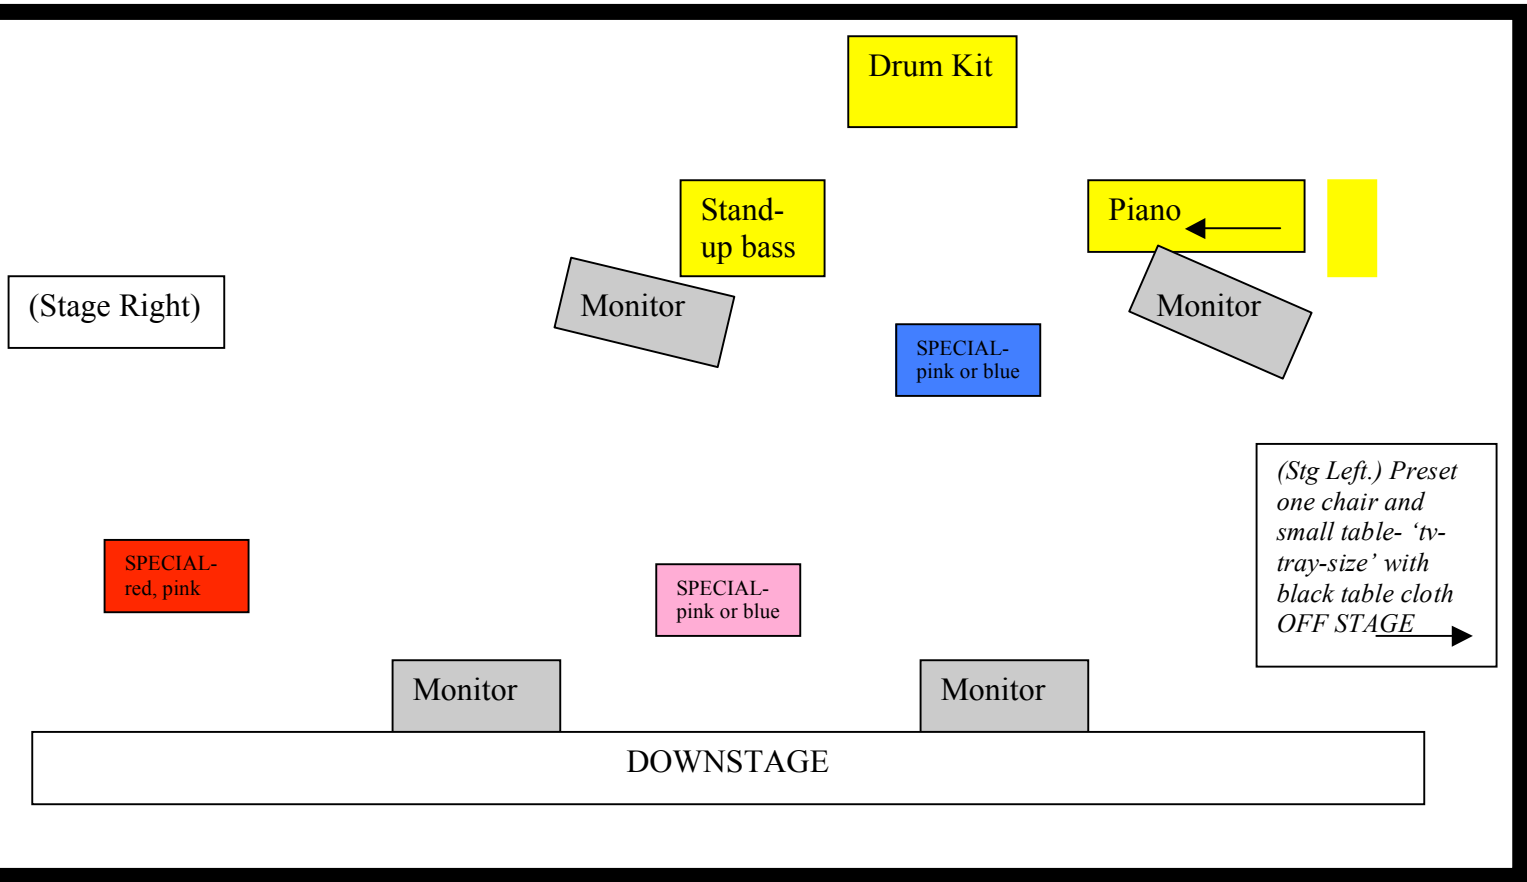 Drum Kit
Stand-
up bass
Piano
(Stage Right)
Monitor
Monitor
SPECIAL-
pink or blue
(Stg Left.) Preset
one chair and
small table- ‘tv-
tray-size’ with
black table cloth
OFF STAGE
SPECIAL-
red, pink
SPECIAL-
pink or blue
Monitor
Monitor
DOWNSTAGE